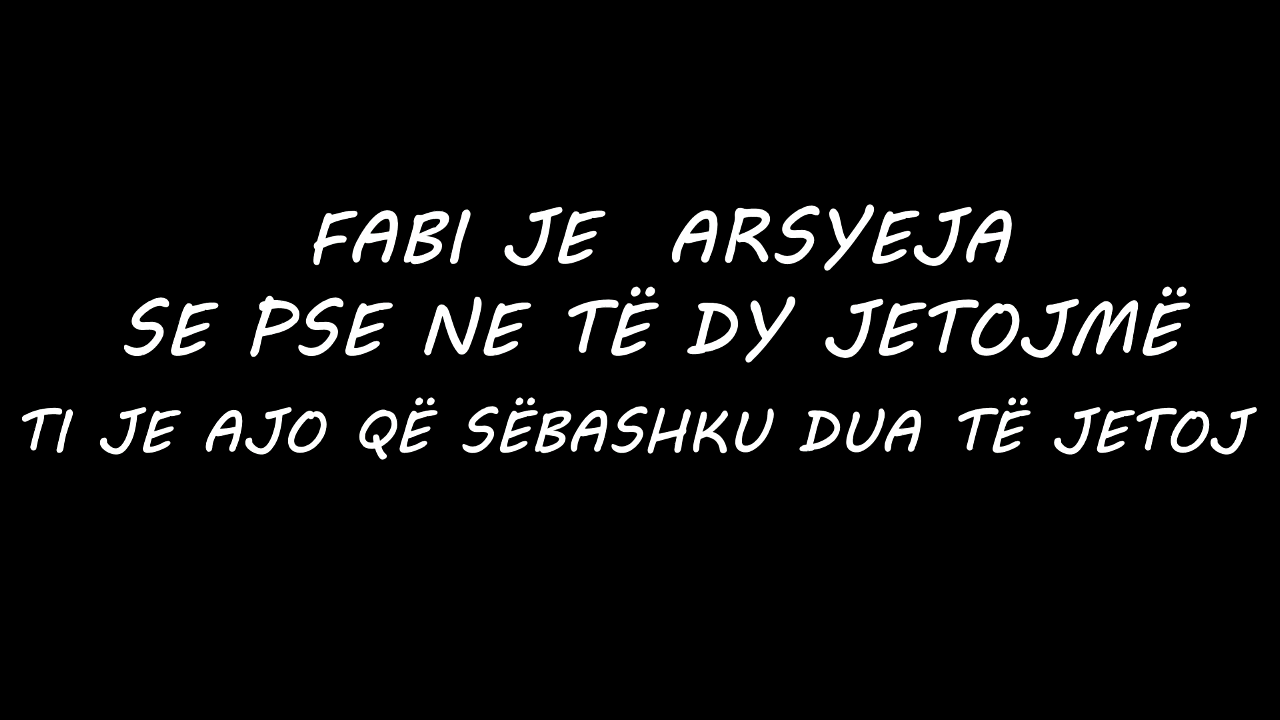 FABI JE ARSYEJA
SE PSE NE TË DY JETOJMË
TI JE AJO QË SËBASHKU DUA TË JETOJ